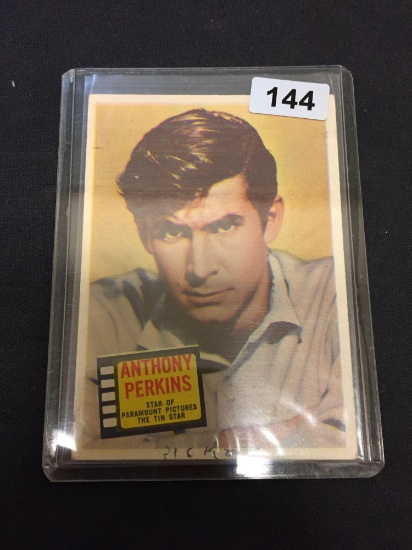 144
ANTHONY
PERKINS
STAR OF
PARAMOUNT PICTURES
THE TIN STAR